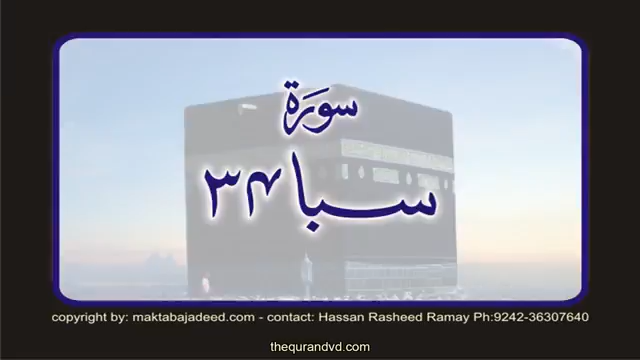 سورۃ
سبا ۳۴
copyright by: maktabajadeed.com - contact: Hassan Rasheed Ramay Ph:9242-36307640
thequrandvd.com